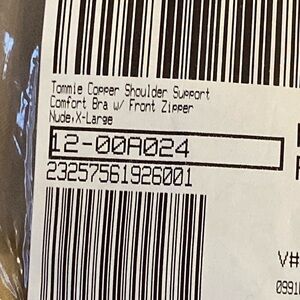 Tommie Copper Shoulder Support
Comfort Bra w/ Front Zipper
Nude,X-Large
12-00A024
23257561926001
V#